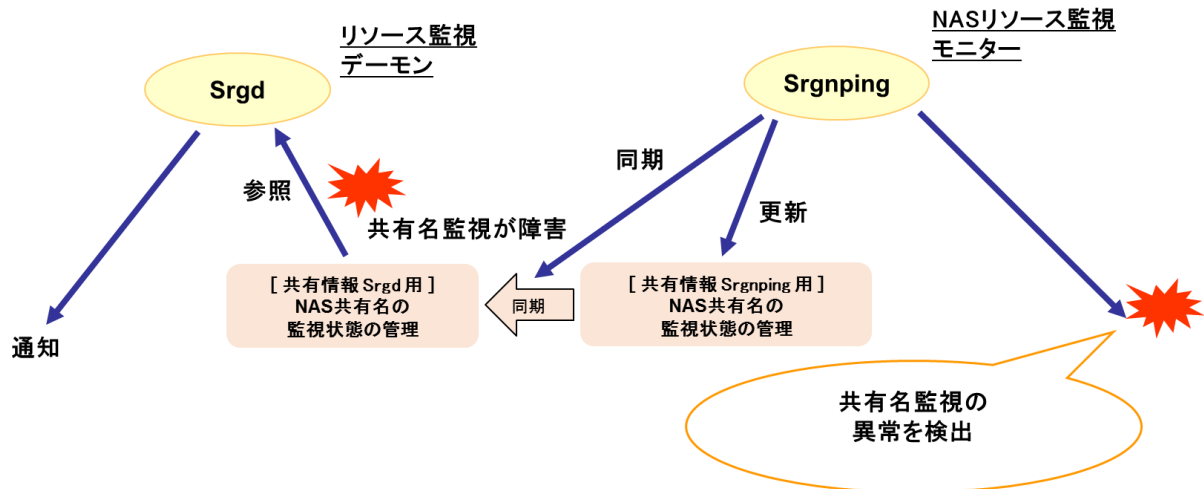 リソース監視
デーモン
Srgd
NASリソース監視
モニター
Srgnping
参照
共有名監視が障害
同期
更新
[ 共有情報 Srgd 用 ]
NAS共有名の
監視状態の管理
同期
[ 共有情報 Srgnping 用 ]
NAS共有名の
監視状態の管理
通知
共有名監視の
異常を検出